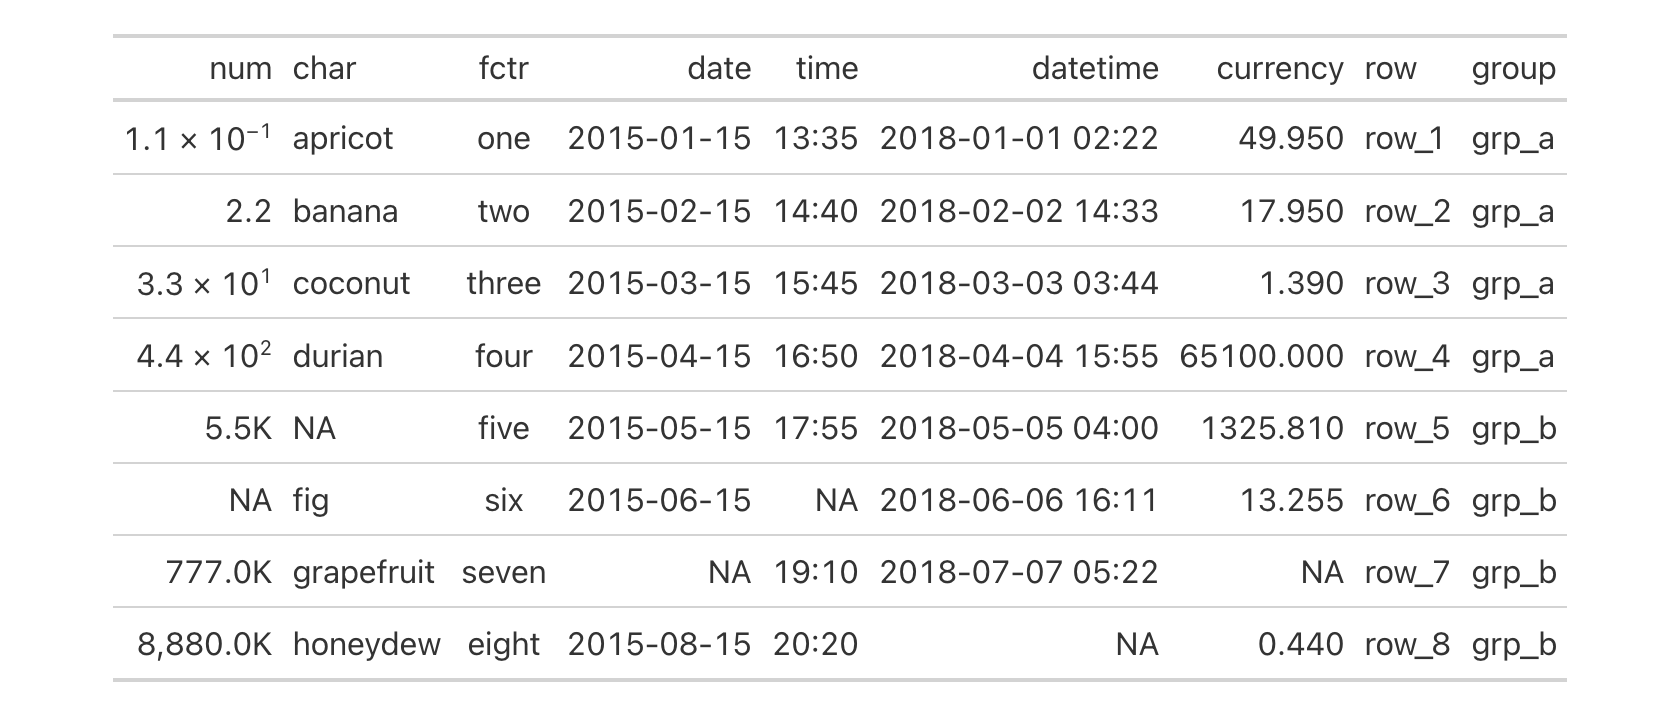 num char fctr date time datetime currency row group
1.1 × 10⁻¹ apricot one 2015-01-15 13:35 2018-01-01 02:22 49.950 row_1 grp_a
2.2 banana two 2015-02-15 14:40 2018-02-02 14:33 17.950 row_2 grp_a
3.3 × 10¹ coconut three 2015-03-15 15:45 2018-03-03 03:44 1.390 row_3 grp_a
4.4 × 10² durian four 2015-04-15 16:50 2018-04-04 15:55 65100.000 row_4 grp_a
5.5K NA five 2015-05-15 17:55 2018-05-05 04:00 1325.810 row_5 grp_b
NA fig six 2015-06-15 NA 2018-06-06 16:11 13.255 row_6 grp_b
777.0K grapefruit seven NA 19:10 2018-07-07 05:22 NA row_7 grp_b
8,880.0K honeydew eight 2015-08-15 20:20 NA 0.440 row_8 grp_b